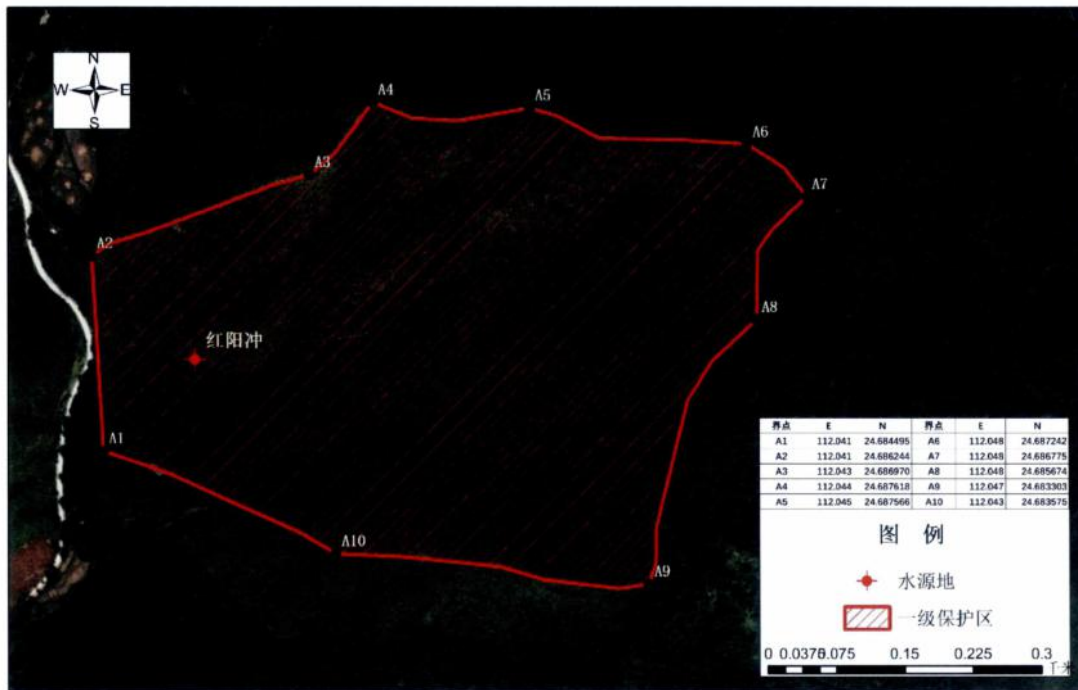 N
W E
S
A4
A5
A6
A3
A7
A2
A8
红阳冲
A1
A10
A9
界点 E N 界点 E N
A1 112.041 24.684495 A6 112.048 24.687242
A2 112.041 24.686244 A7 112.048 24.686775
A3 112.043 24.686970 A8 112.048 24.685674
A4 112.044 24.687618 A9 112.047 24.683303
A5 112.045 24.687566 A10 112.043 24.683575
图 例
水源地
一级保护区
0 0.0375 0.075 0.15 0.225 0.3
千米